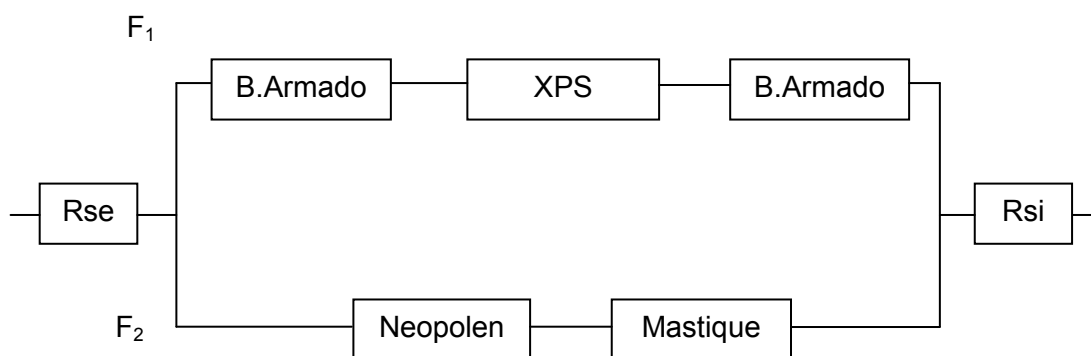 F₁
B.Armado XPS B.Armado
Rse Rsi
F₂ Neopolen Mastique